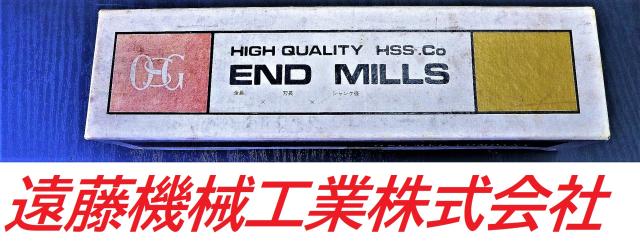 OSG
HIGH QUALITY HSS.Co
END MILLS
全長 × 刃長 × シャンク径
遠藤機械工業株式会社